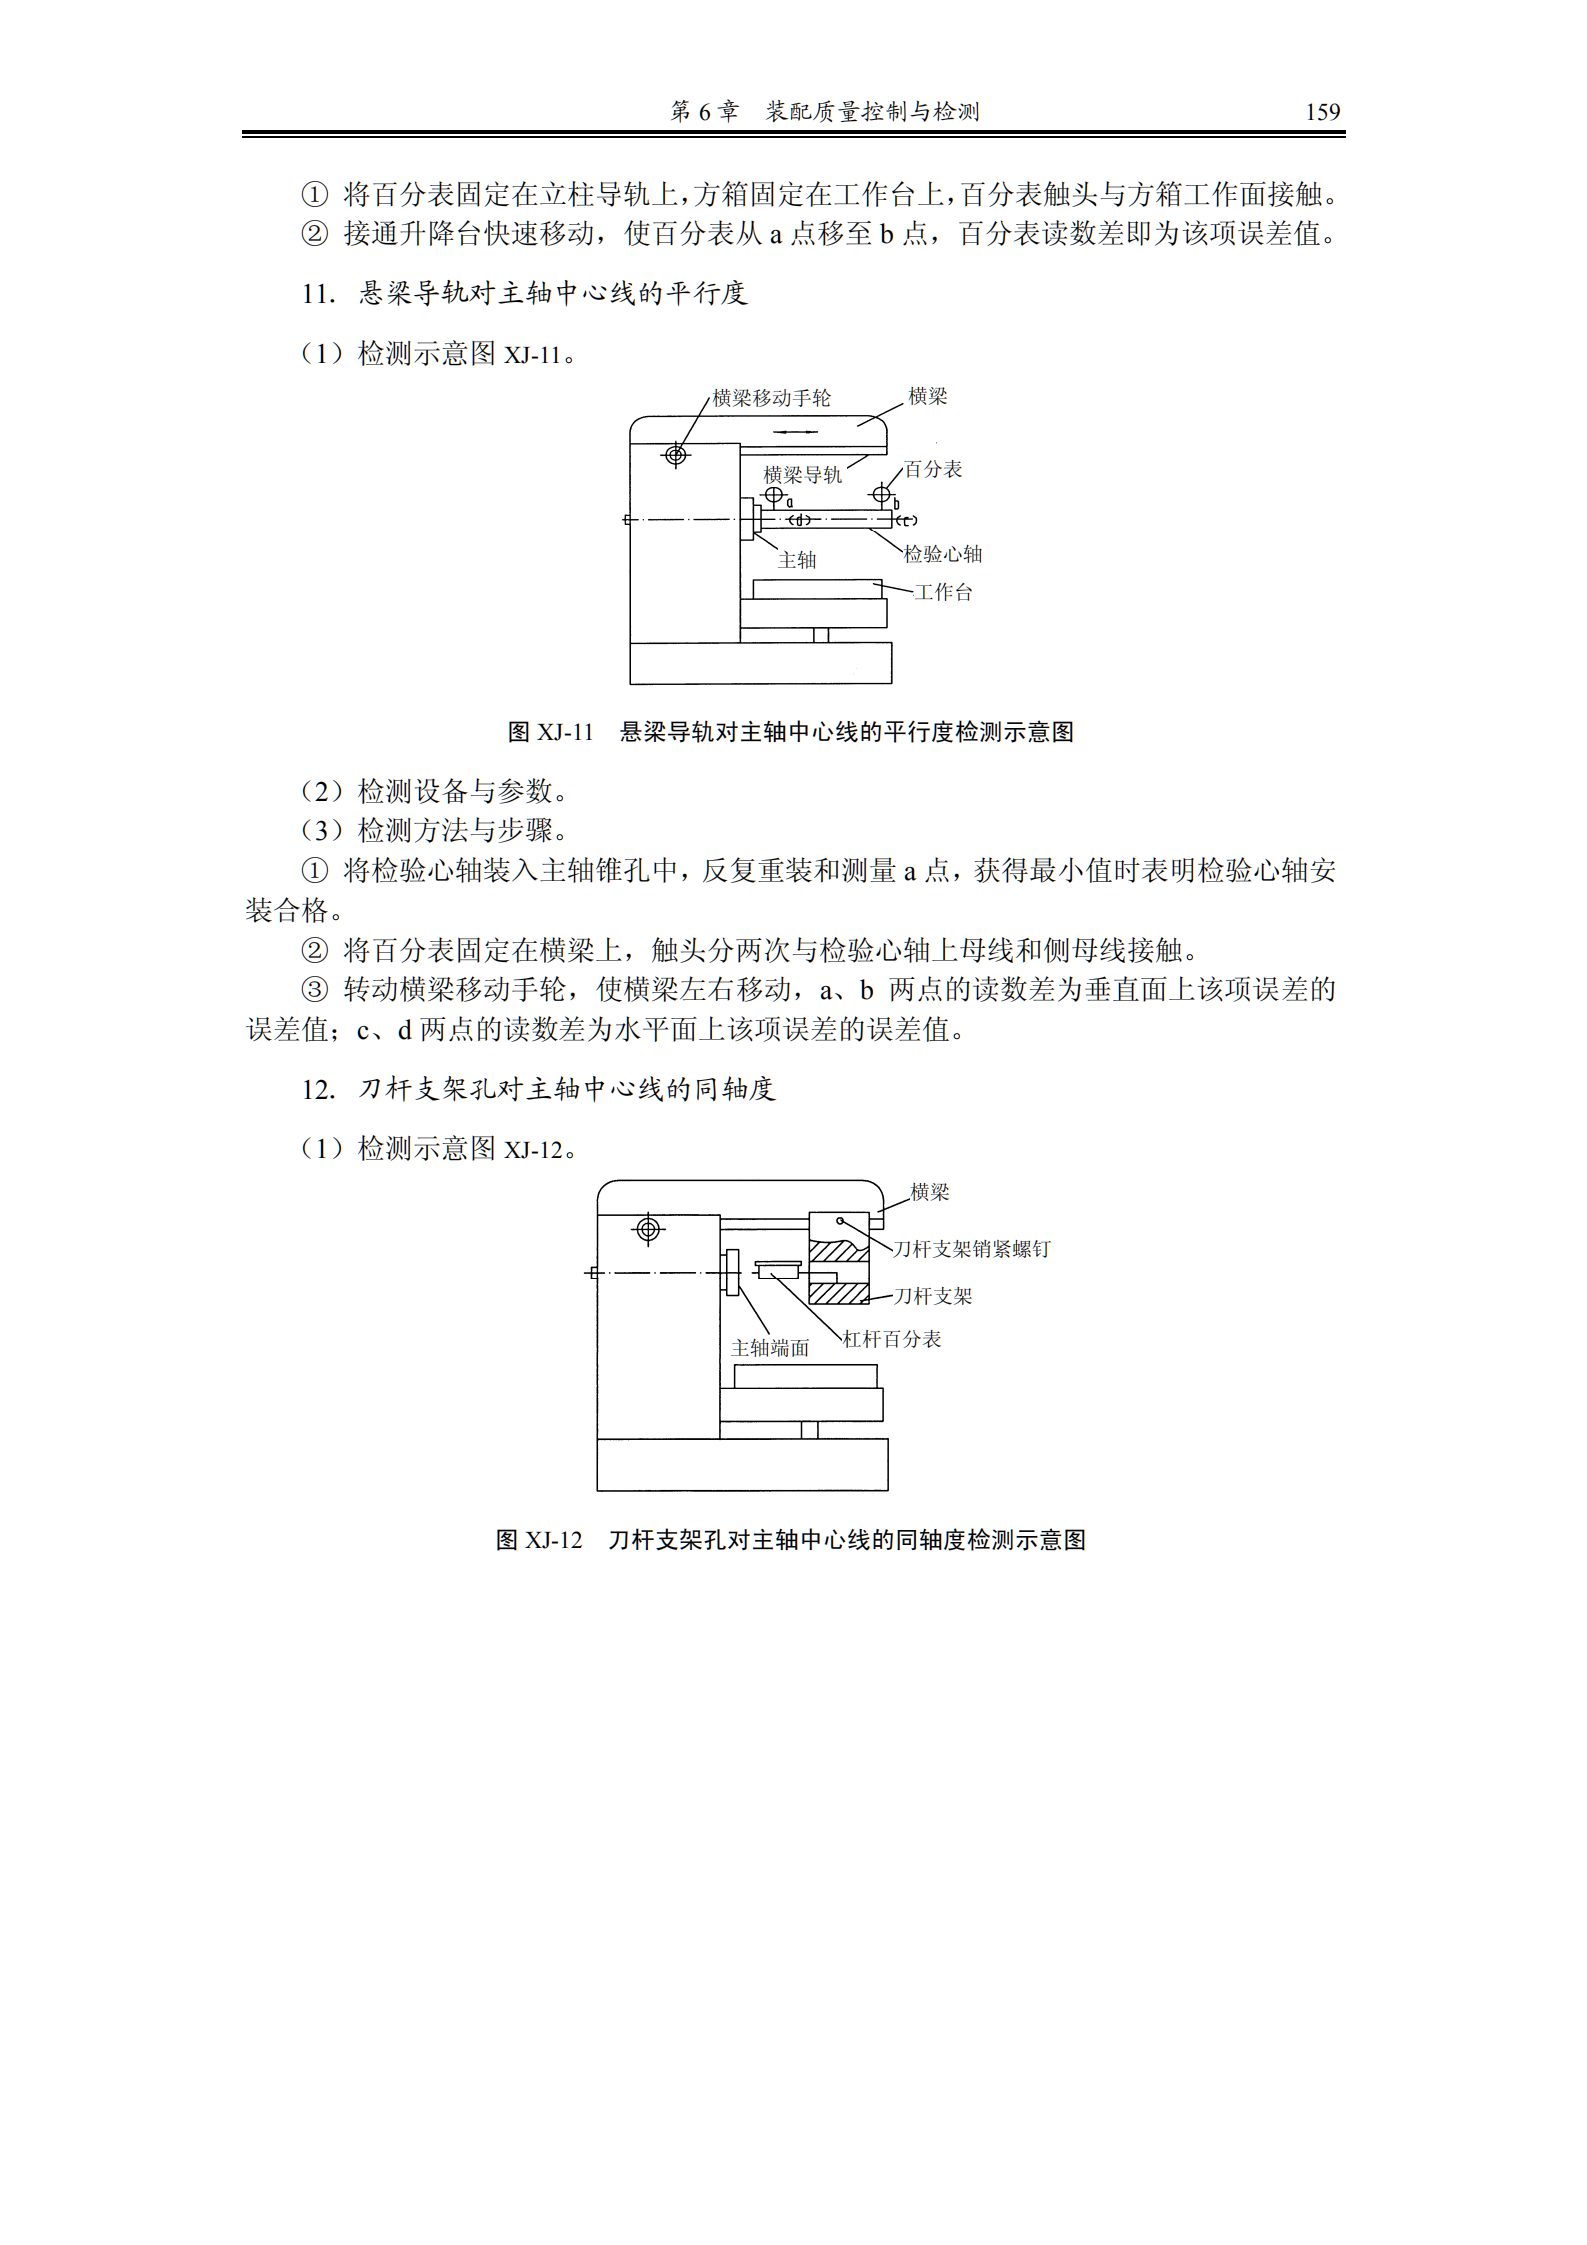 第 6 章　装配质量控制与检测　159
① 将百分表固定在立柱导轨上，方箱固定在工作台上，百分表触头与方箱工作面接触。
② 接通升降台快速移动，使百分表从 a 点移至 b 点，百分表读数差即为该项误差值。
11．悬梁导轨对主轴中心线的平行度
（1）检测示意图 XJ-11。
横梁移动手轮　横梁
横梁导轨　百分表
a　b
(d)　(c)
主轴　检验心轴
工作台
图 XJ-11　悬梁导轨对主轴中心线的平行度检测示意图
（2）检测设备与参数。
（3）检测方法与步骤。
① 将检验心轴装入主轴锥孔中，反复重装和测量 a 点，获得最小值时表明检验心轴安
装合格。
② 将百分表固定在横梁上，触头分两次与检验心轴上母线和侧母线接触。
③ 转动横梁移动手轮，使横梁左右移动，a、b 两点的读数差为垂直面上该项误差的
误差值；c、d 两点的读数差为水平面上该项误差的误差值。
12．刀杆支架孔对主轴中心线的同轴度
（1）检测示意图 XJ-12。
横梁
刀杆支架销紧螺钉
刀杆支架
主轴端面　杠杆百分表
图 XJ-12　刀杆支架孔对主轴中心线的同轴度检测示意图